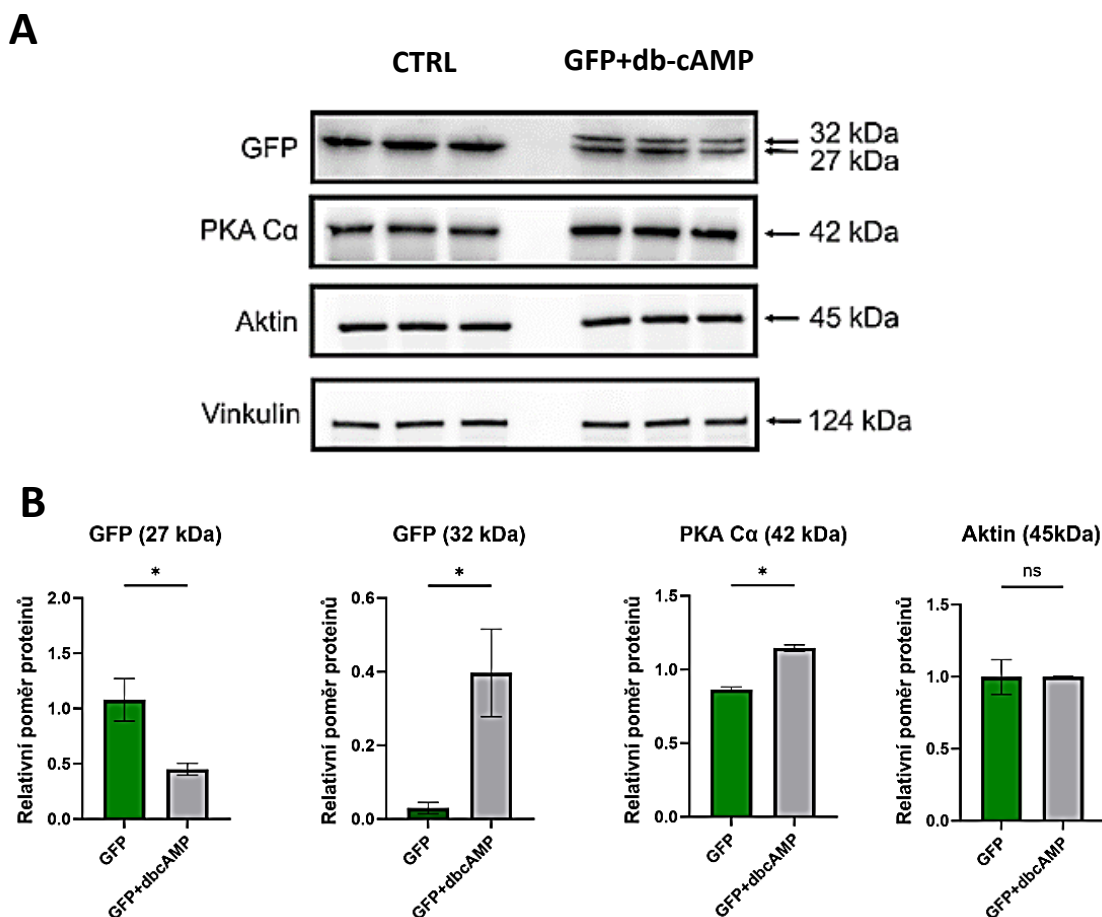 A
CTRL
GFP+db-cAMP
GFP
32 kDa
27 kDa
PKA Cα
42 kDa
Aktin
45 kDa
Vinkulin
124 kDa
B
GFP (27 kDa)
*
Relativní poměr proteinů
2.0
1.5
1.0
0.5
0.0
GFP
GFP+dbcAMP
GFP (32 kDa)
*
Relativní poměr proteinů
0.6
0.4
0.2
0.0
GFP
GFP+dbcAMP
PKA Cα (42 kDa)
*
Relativní poměr proteinů
1.5
1.0
0.5
0.0
GFP
GFP+dbcAMP
Aktin (45kDa)
ns
Relativní poměr proteinů
1.5
1.0
0.5
0.0
GFP
GFP+dbcAMP